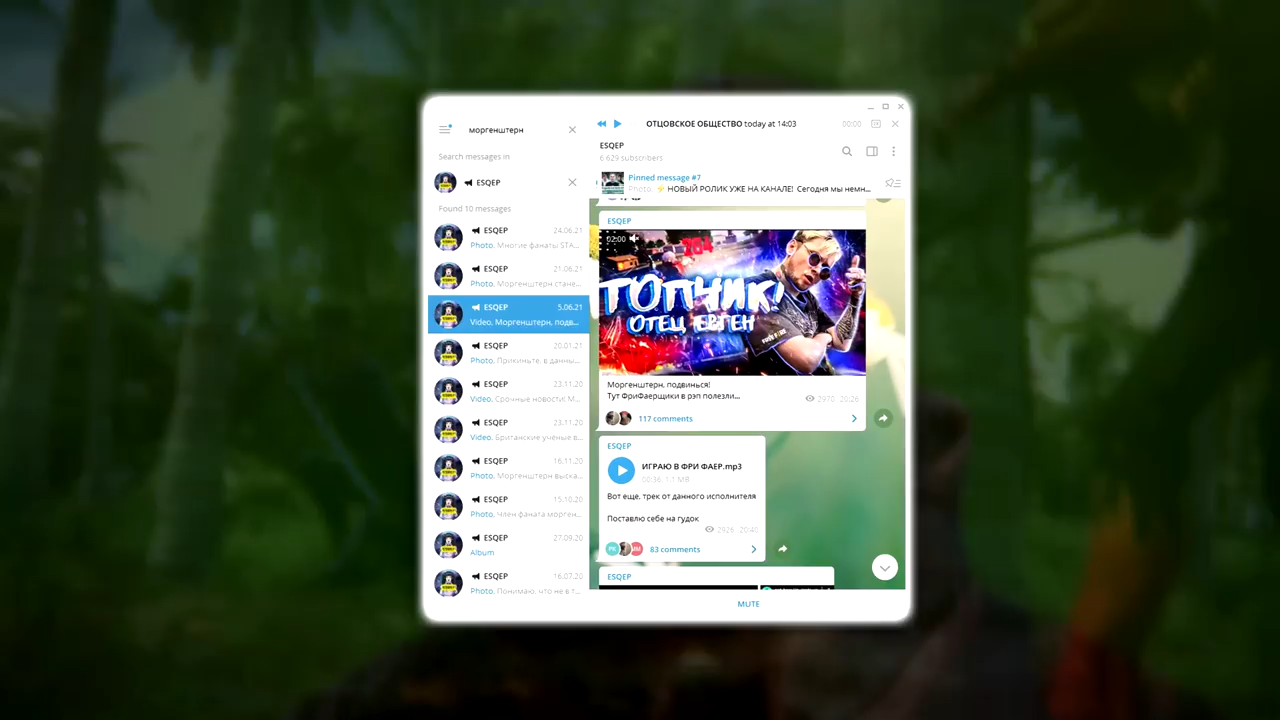 моргенштерн
Search messages in
ESQEP
Found 10 messages
ESQEP 24.06.21
Photo. Многие фанаты STA...
ESQEP 21.06.21
Photo. Моргенштерн стане...
ESQEP 5.06.21
Video, Моргенштерн, подв...
ESQEP 20.01.21
Photo. Прикиньте, в данны...
ESQEP 23.11.20
Video. Срочные новости! М...
ESQEP 23.11.20
Video. Британские учёные в...
ESQEP 16.11.20
Photo. Моргенштерн выска...
ESQEP 15.10.20
Photo. Член фаната морген...
ESQEP 27.09.20
Album
ESQEP 16.07.20
Photo. Понимаю, что не в т...
ОТЦОВСКОЕ ОБЩЕСТВО today at 14:03 00:00
ESQEP
6 629 subscribers
Pinned message #7
Photo. ⚡ НОВЫЙ РОЛИК УЖЕ НА КАНАЛЕ! Сегодня мы немн...
ESQEP
02:00
ТОПЧИК!
ОТЕЦ ЕВГЕН
Моргенштерн, подвинься!
Тут ФриФаерщики в рэп полезли...
2970 20:26
117 comments
ESQEP
ИГРАЮ В ФРИ ФАЕР.mp3
00:36, 1.1 MB
Вот еще, трек от данного исполнителя
Поставлю себе на гудок
2926 20:40
83 comments
ESQEP
MUTE